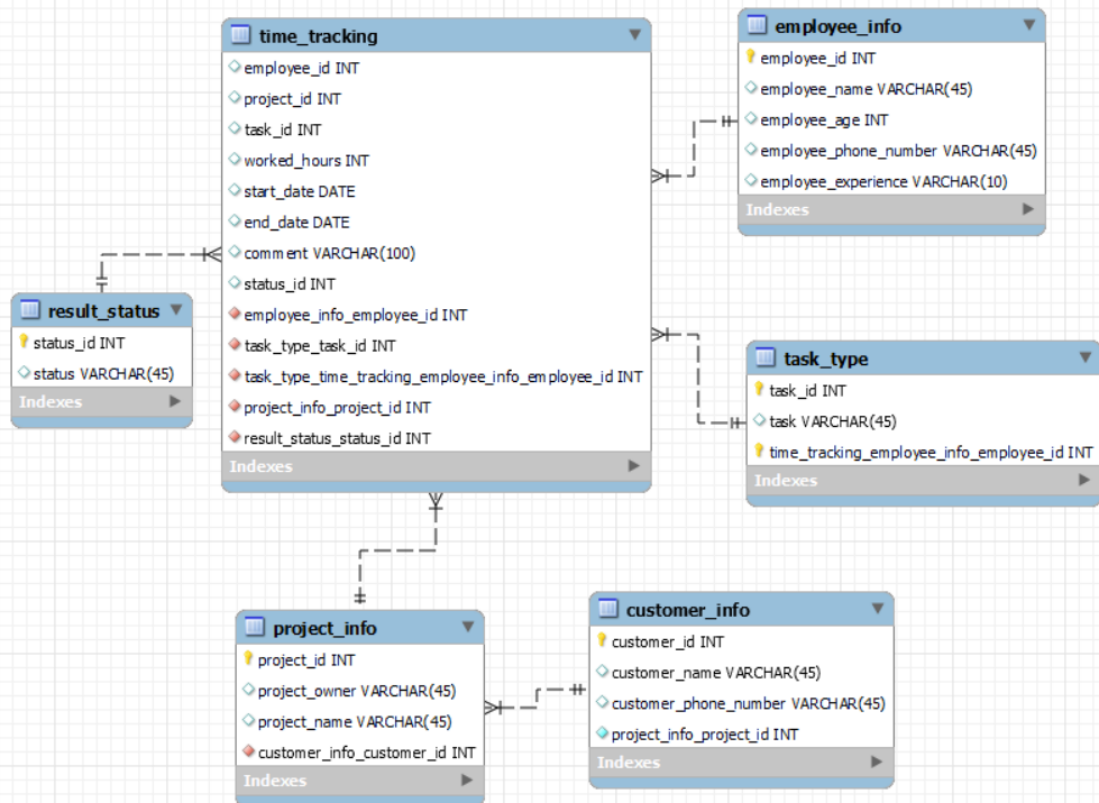 time_tracking
employee_id INT
project_id INT
task_id INT
worked_hours INT
start_date DATE
end_date DATE
comment VARCHAR(100)
status_id INT
employee_info_employee_id INT
task_type_task_id INT
task_type_time_tracking_employee_info_employee_id INT
project_info_project_id INT
result_status_status_id INT
Indexes
employee_info
employee_id INT
employee_name VARCHAR(45)
employee_age INT
employee_phone_number VARCHAR(45)
employee_experience VARCHAR(10)
Indexes
result_status
status_id INT
status VARCHAR(45)
Indexes
task_type
task_id INT
task VARCHAR(45)
time_tracking_employee_info_employee_id INT
Indexes
project_info
project_id INT
project_owner VARCHAR(45)
project_name VARCHAR(45)
customer_info_customer_id INT
Indexes
customer_info
customer_id INT
customer_name VARCHAR(45)
customer_phone_number VARCHAR(45)
project_info_project_id INT
Indexes